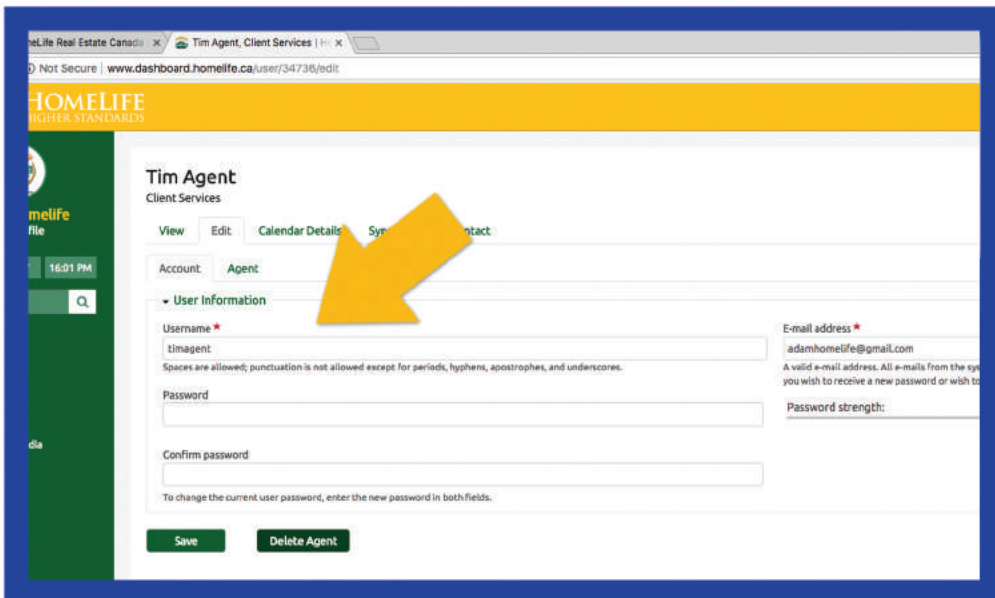 neLife Real Estate Canada
Tim Agent, Client Services | H
Not Secure | www.dashboard.homelife.ca/user/34736/edit
HOMELIFE
HIGHER STANDARDS
Tim Agent
Client Services
melife
file
View Edit Calendar Details Syn ntact
16:01 PM
Account Agent
User Information
Username * E-mail address *
timagent adamhomelife@gmail.com
Spaces are allowed; punctuation is not allowed except for periods, hyphens, apostrophes, and underscores. A valid e-mail address. All e-mails from the sys
you wish to receive a new password or wish to
Password
Password strength:
dia
Confirm password
To change the current user password, enter the new password in both fields.
Save Delete Agent